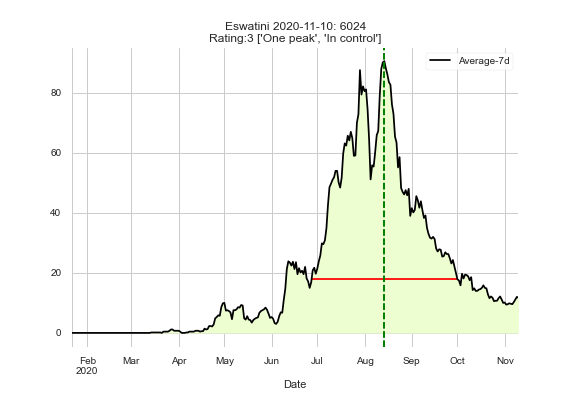 Eswatini 2020-11-10: 6024
Rating:3 ['One peak', 'In control']
Average-7d
80
60
40
20
0
Feb Mar Apr May Jun Jul Aug Sep Oct Nov
2020
Date